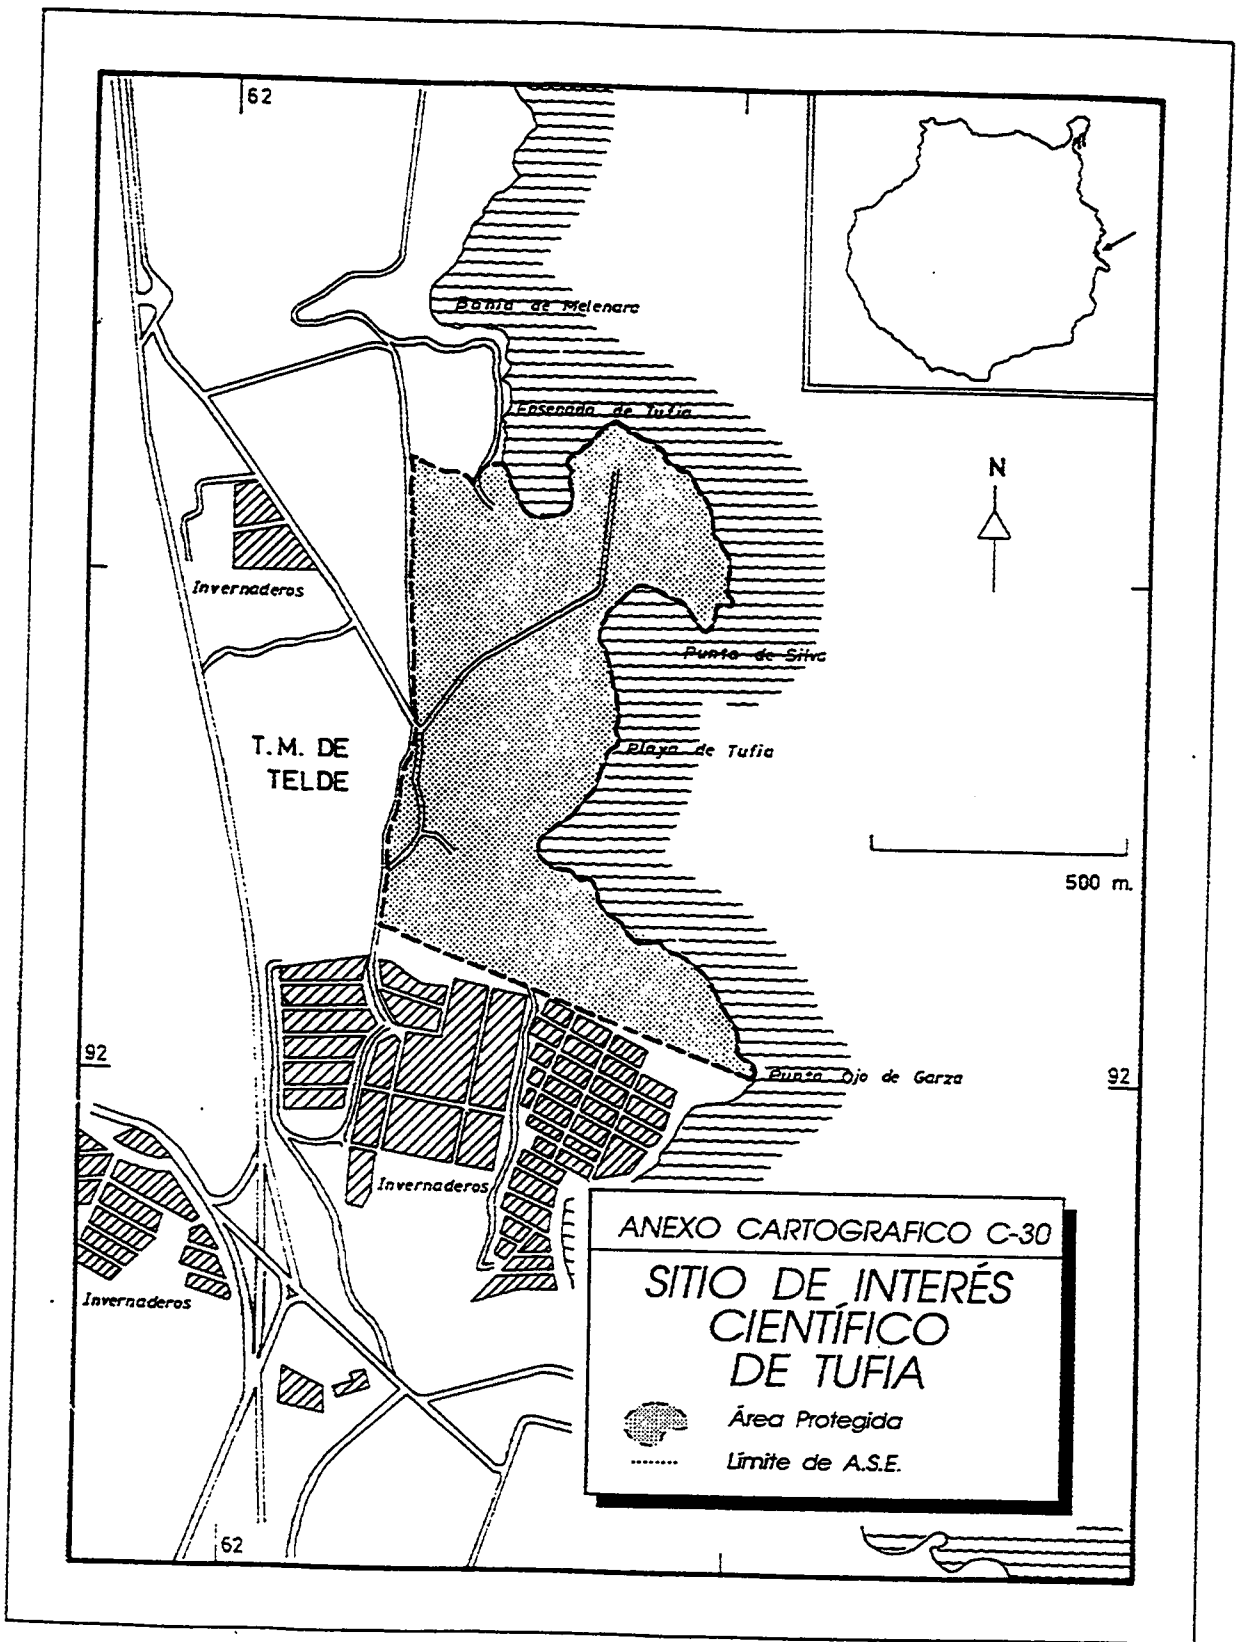 62
Bahia de Melenara
Ensenada de Tufia
N
Invernaderos
Punta de Silva
T.M. DE
TELDE
Playa de Tufia
500 m.
92
Punta Ojo de Garza
92
Invernaderos
Invernaderos
ANEXO CARTOGRAFICO C-30
SITIO DE INTERÉS
CIENTÍFICO
DE TUFIA
Área Protegida
Límite de A.S.E.
62